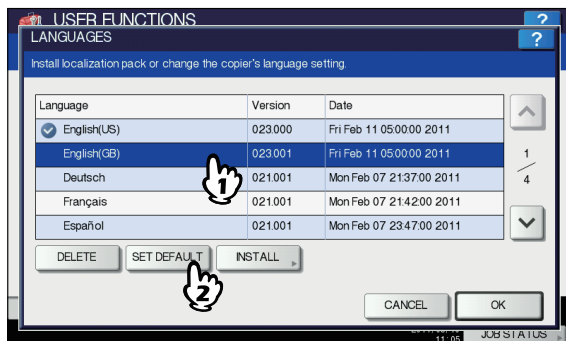 USER FUNCTIONS ?
LANGUAGES ?
Install localization pack or change the copier's language setting.
Language Version Date
English(US) 023.000 Fri Feb 11 05:00:00 2011
English(GB) 023.001 Fri Feb 11 05:00:00 2011
Deutsch 021.001 Mon Feb 07 21:37:00 2011
Français 021.001 Mon Feb 07 21:42:00 2011
Español 021.001 Mon Feb 07 23:47:00 2011
1
4
1
DELETE SET DEFAULT INSTALL
2
CANCEL OK
JOB STATUS
11:05